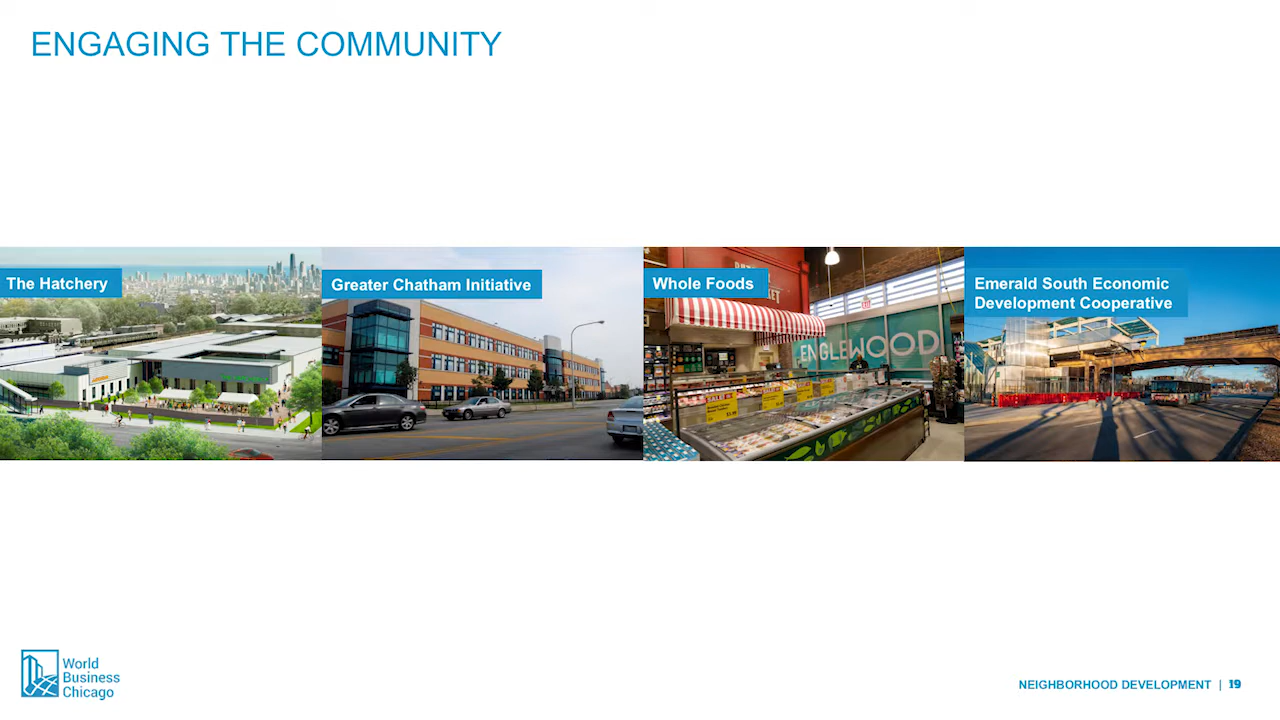 ENGAGING THE COMMUNITY
The Hatchery
Greater Chatham Initiative
Whole Foods
Emerald South Economic
Development Cooperative
ENGLEWOOD
World
Business
Chicago
NEIGHBORHOOD DEVELOPMENT | 19